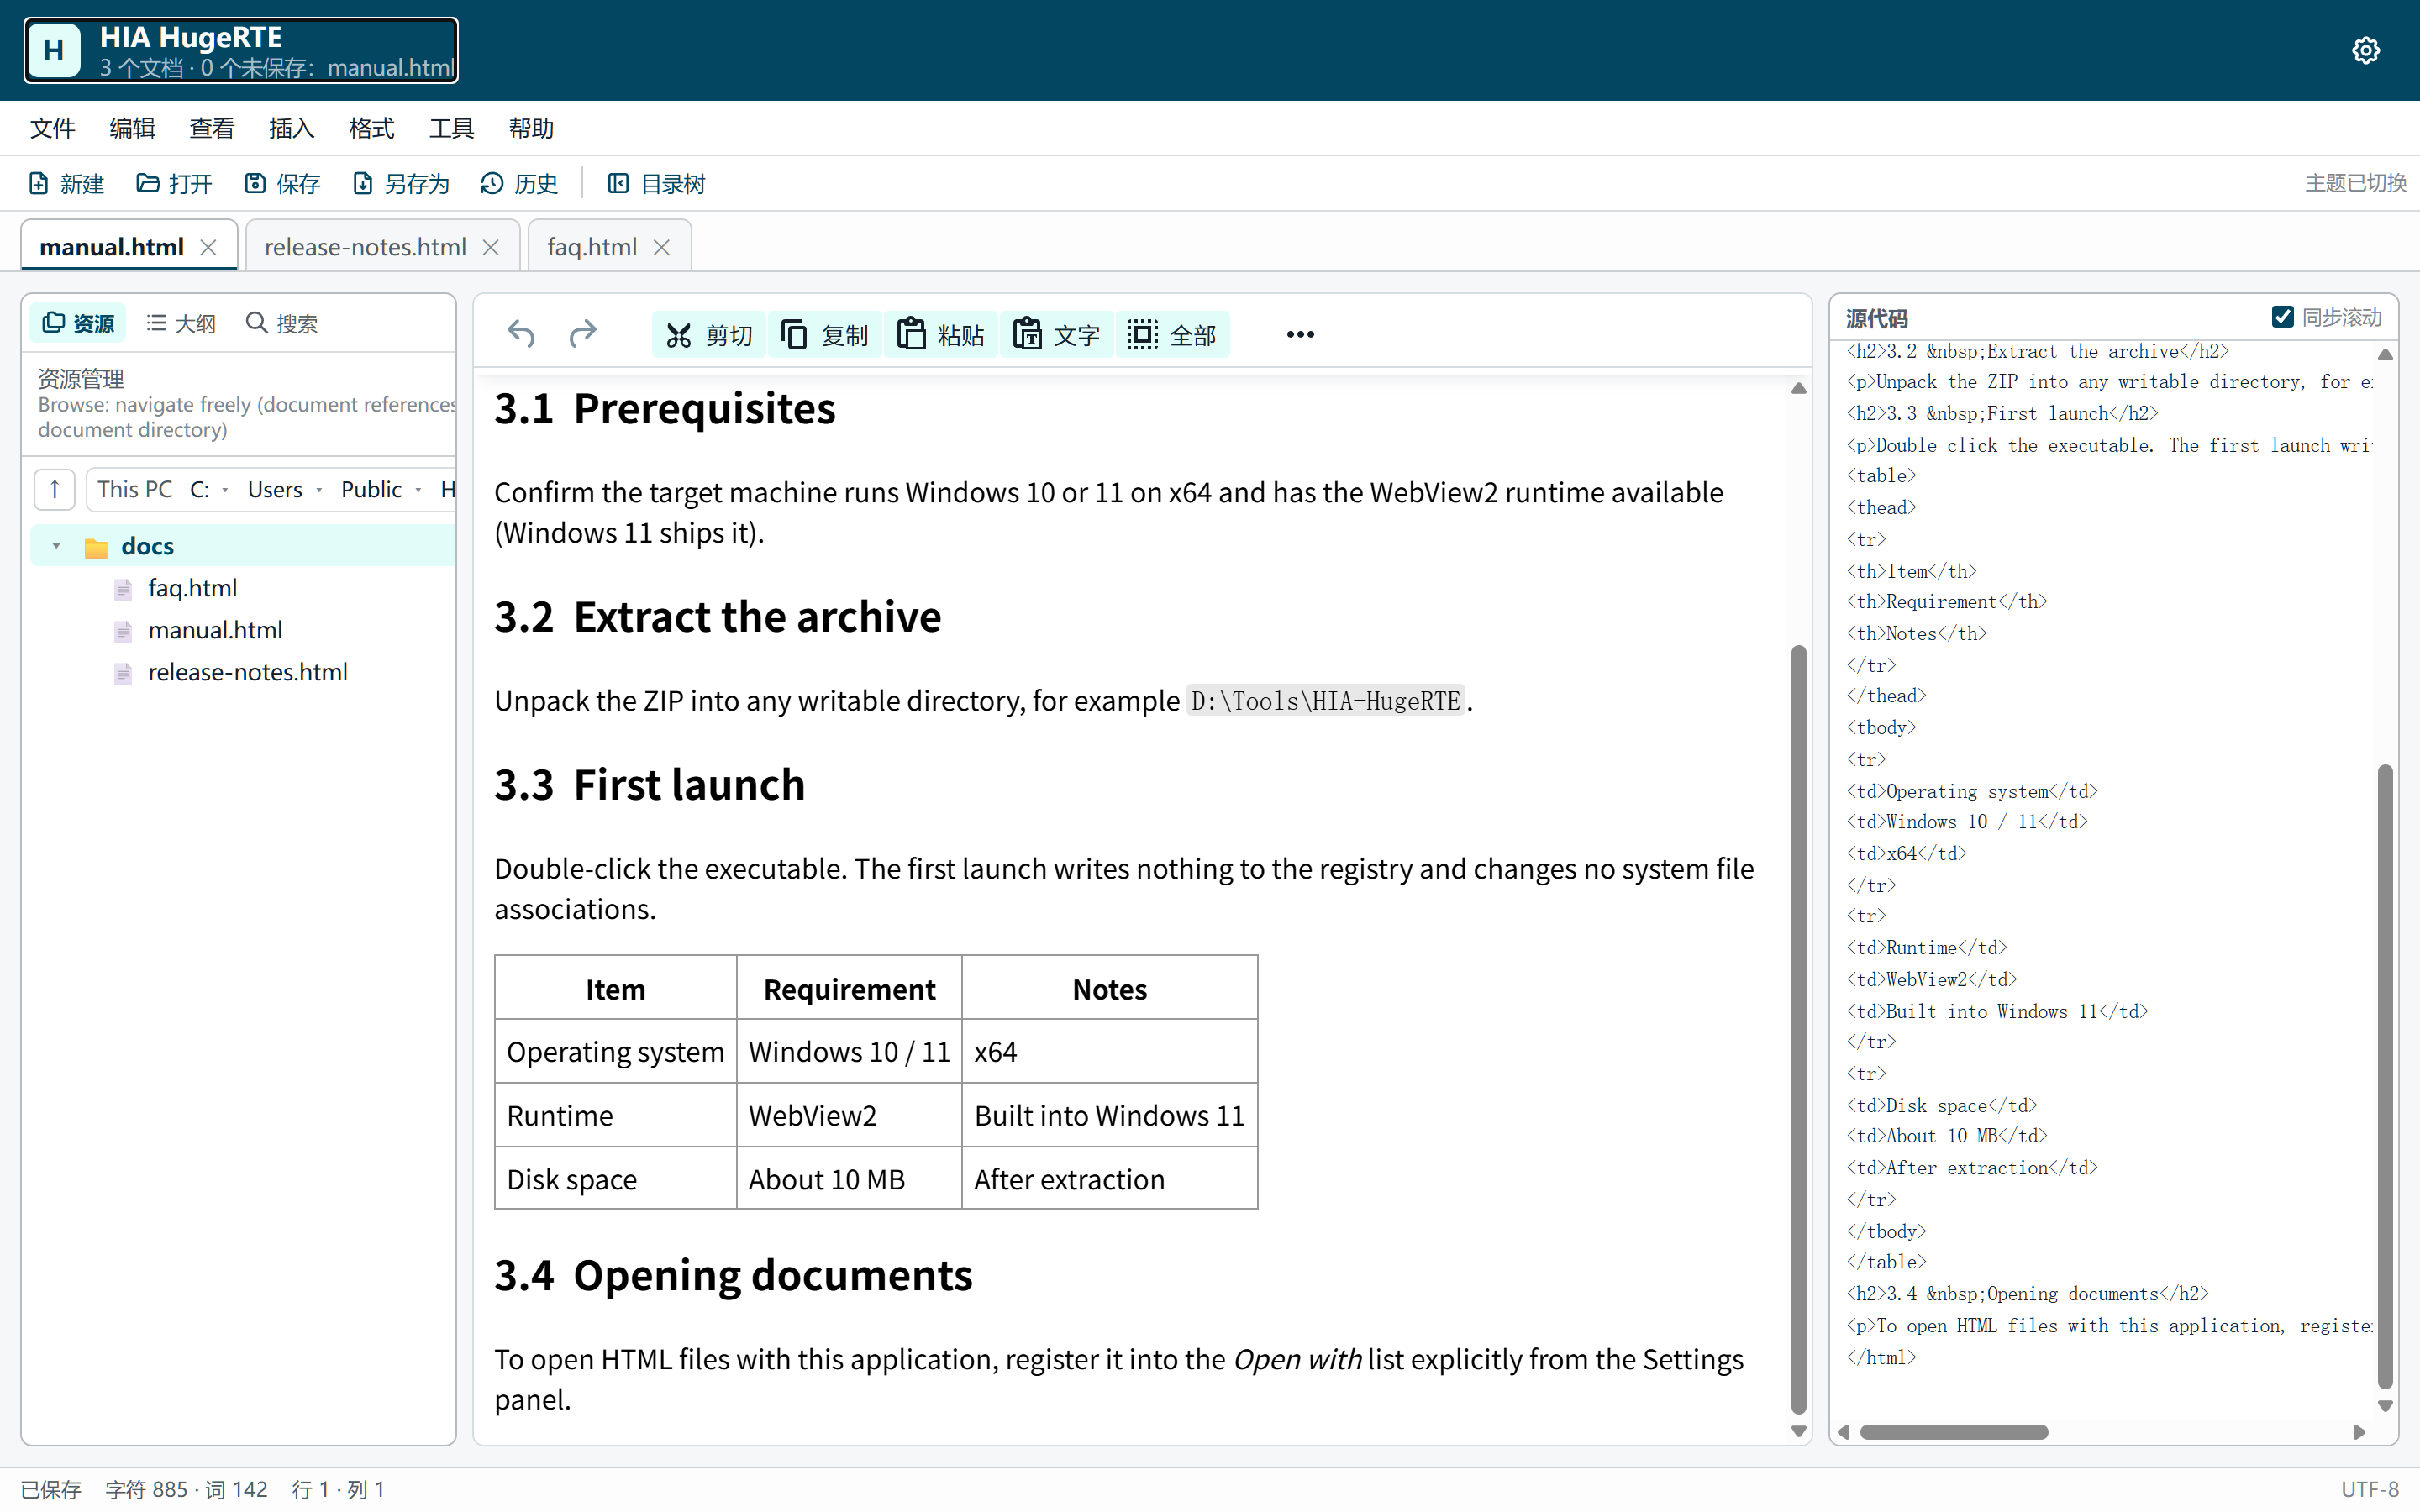 H
HIA HugeRTE
3 个文档 · 0 个未保存：manual.html
文件 编辑 查看 插入 格式 工具 帮助
新建 打开 保存 另存为 历史 目录树 主题已切换
manual.html release-notes.html faq.html
资源 大纲 搜索
资源管理
Browse: navigate freely (document references
document directory)
↑ This PC C: Users Public H
docs
faq.html
manual.html
release-notes.html
剪切 复制 粘贴 文字 全部
3.1 Prerequisites
Confirm the target machine runs Windows 10 or 11 on x64 and has the WebView2 runtime available
(Windows 11 ships it).
3.2 Extract the archive
Unpack the ZIP into any writable directory, for example D:\Tools\HIA-HugeRTE.
3.3 First launch
Double-click the executable. The first launch writes nothing to the registry and changes no system file
associations.
Item Requirement Notes
Operating system Windows 10 / 11 x64
Runtime WebView2 Built into Windows 11
Disk space About 10 MB After extraction
3.4 Opening documents
To open HTML files with this application, register it into the Open with list explicitly from the Settings
panel.
源代码 同步滚动
<h2>3.2 &nbsp;Extract the archive</h2>
<p>Unpack the ZIP into any writable directory, for e
<h2>3.3 &nbsp;First launch</h2>
<p>Double-click the executable. The first launch wri
<table>
<thead>
<tr>
<th>Item</th>
<th>Requirement</th>
<th>Notes</th>
</tr>
</thead>
<tbody>
<tr>
<td>Operating system</td>
<td>Windows 10 / 11</td>
<td>x64</td>
</tr>
<tr>
<td>Runtime</td>
<td>WebView2</td>
<td>Built into Windows 11</td>
</tr>
<tr>
<td>Disk space</td>
<td>About 10 MB</td>
<td>After extraction</td>
</tr>
</tbody>
</table>
<h2>3.4 &nbsp;Opening documents</h2>
<p>To open HTML files with this application, registe
</html>
已保存 字符 885 · 词 142 行 1 · 列 1 UTF-8